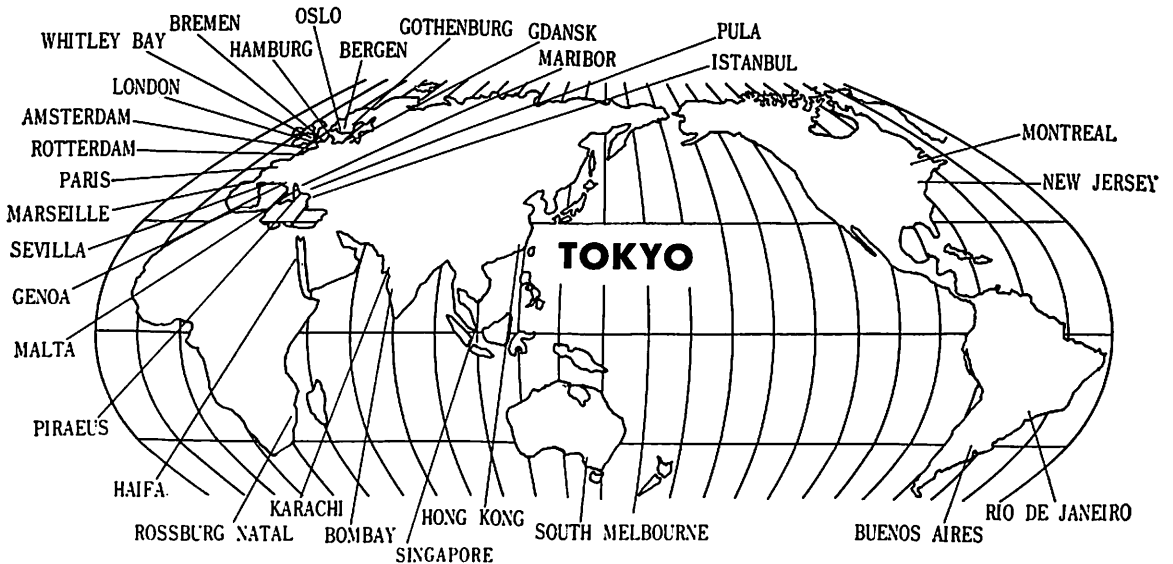 OSLO
BREMEN
GOTHENBURG
GDANSK
PULA
WHITLEY BAY
HAMBURG
BERGEN
MARIBOR
ISTANBUL
LONDON
AMSTERDAM
MONTREAL
ROTTERDAM
PARIS
NEW JERSEY
MARSEILLE
SEVILLA
TOKYO
GENOA
MALTA
PIRAEUS
HAIFA
KARACHI
RIO DE JANEIRO
HONG KONG
ROSSBURG NATAL
BOMBAY
SOUTH MELBOURNE
BUENOS AIRES
SINGAPORE